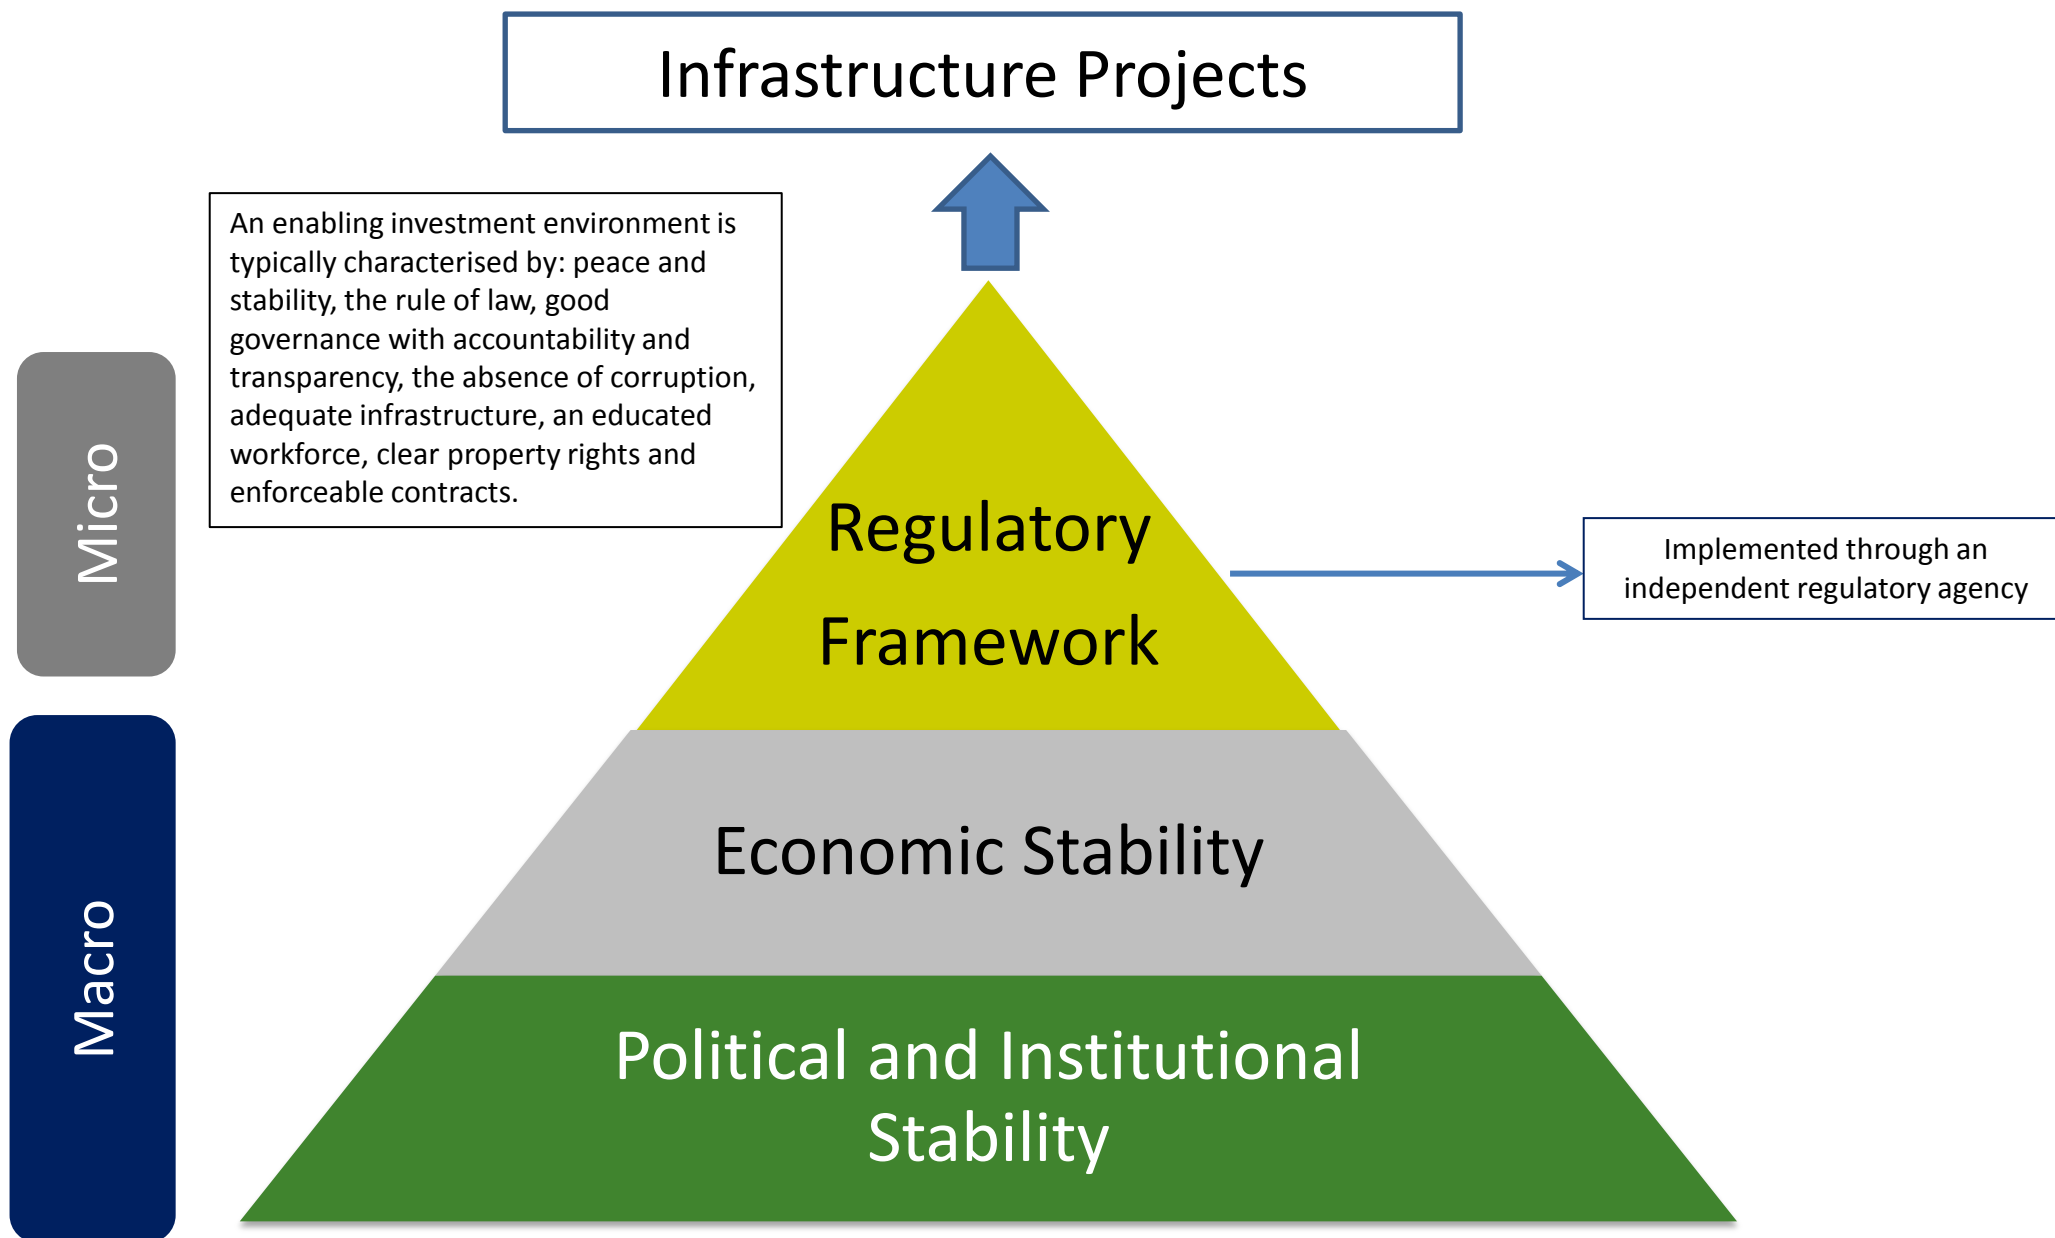 Infrastructure Projects
An enabling investment environment is
typically characterised by: peace and
stability, the rule of law, good
governance with accountability and
transparency, the absence of corruption,
adequate infrastructure, an educated
workforce, clear property rights and
enforceable contracts.
Micro
Regulatory
Framework
Implemented through an
independent regulatory agency
Macro
Economic Stability
Political and Institutional
Stability